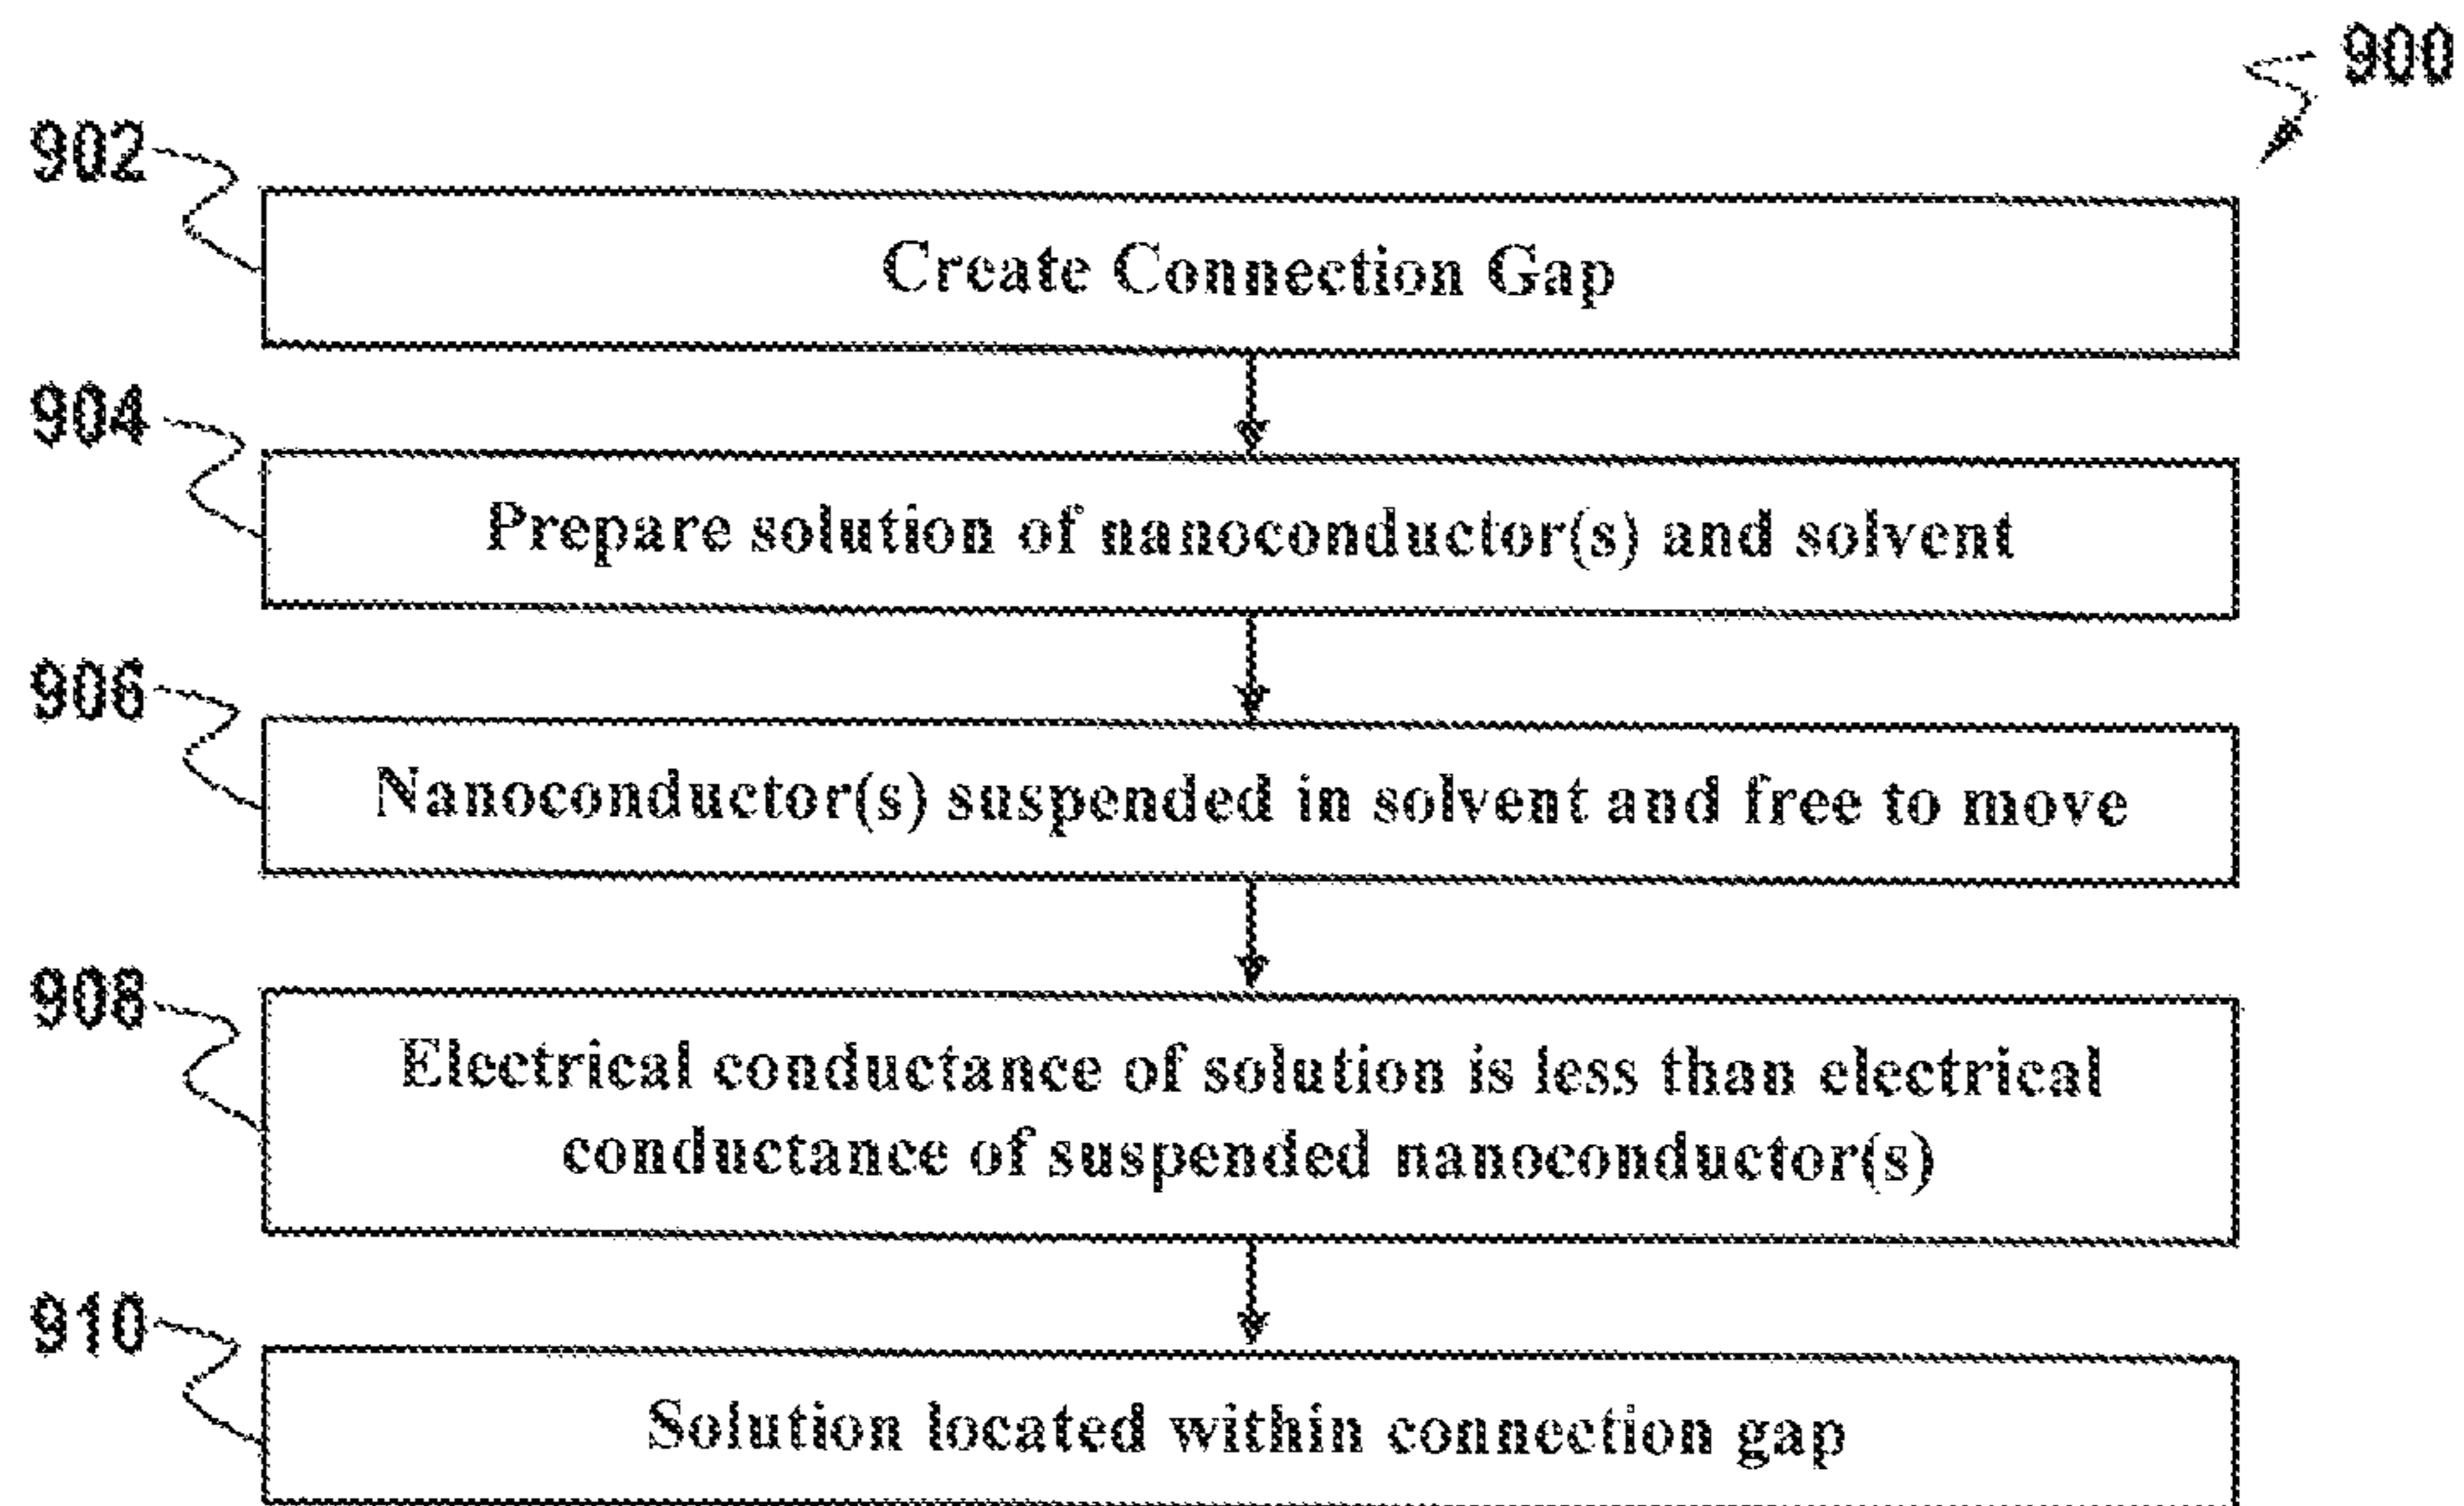 900
902
Create Connection Gap
904
Prepare solution of nanoconductor(s) and solvent
906
Nanoconductor(s) suspended in solvent and free to move
908
Electrical conductance of solution is less than electrical
conductance of suspended nanoconductor(s)
910
Solution located within connection gap